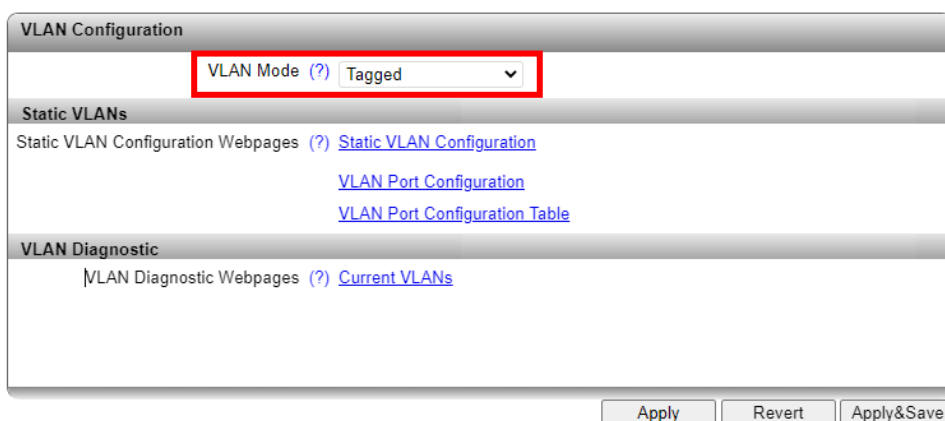 VLAN Configuration
VLAN Mode (?) Tagged
Static VLANs
Static VLAN Configuration Webpages (?) Static VLAN Configuration
VLAN Port Configuration
VLAN Port Configuration Table
VLAN Diagnostic
VLAN Diagnostic Webpages (?) Current VLANs
Apply Revert Apply&Save